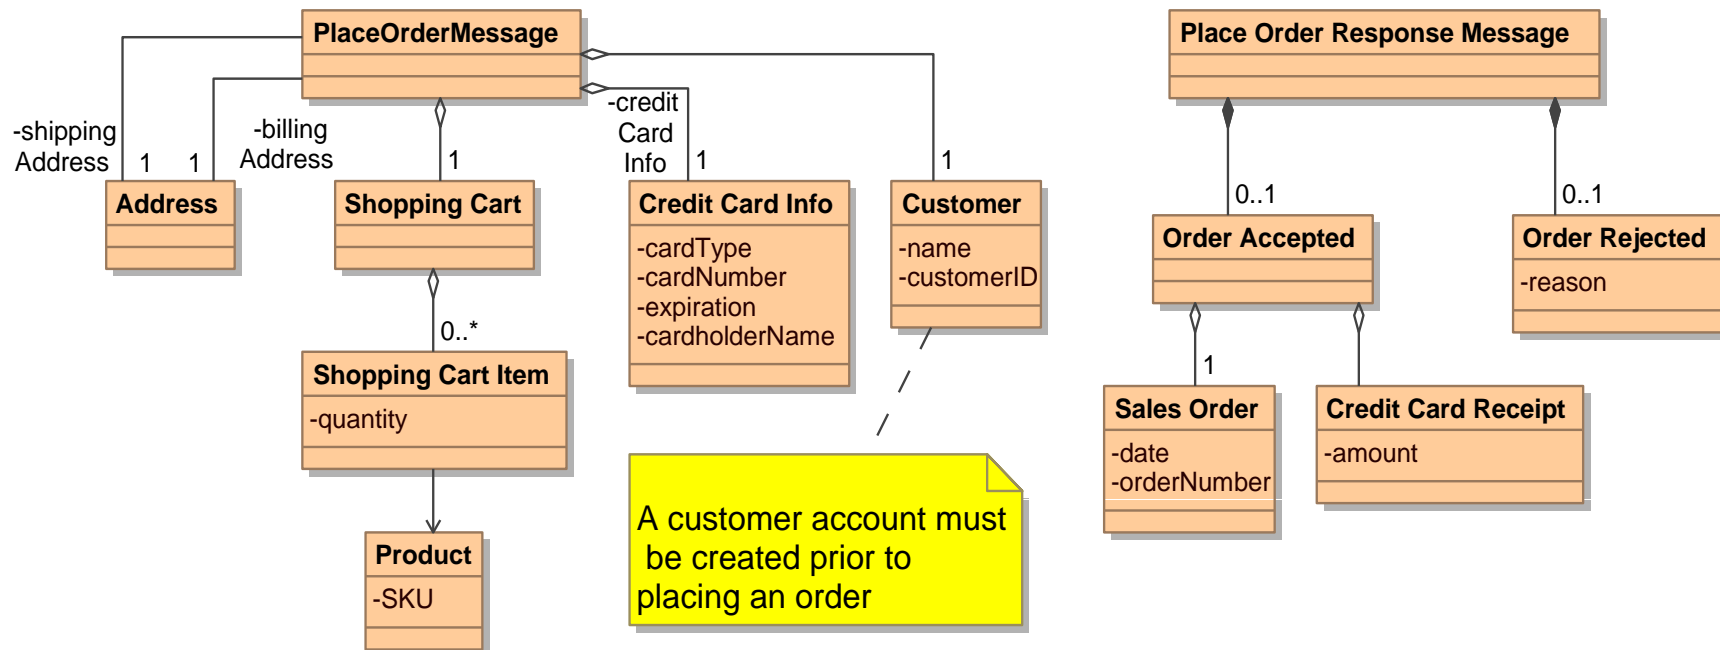 PlaceOrderMessage
Place Order Response Message
-shipping
Address
1
1
-billing
Address
1
-credit
Card
Info
1
1
Address
Shopping Cart
Credit Card Info
-cardType
-cardNumber
-expiration
-cardholderName
Customer
-name
-customerID
0..1
0..1
Order Accepted
Order Rejected
-reason
0..*
Shopping Cart Item
-quantity
1
Sales Order
-date
-orderNumber
Credit Card Receipt
-amount
Product
-SKU
A customer account must
be created prior to
placing an order